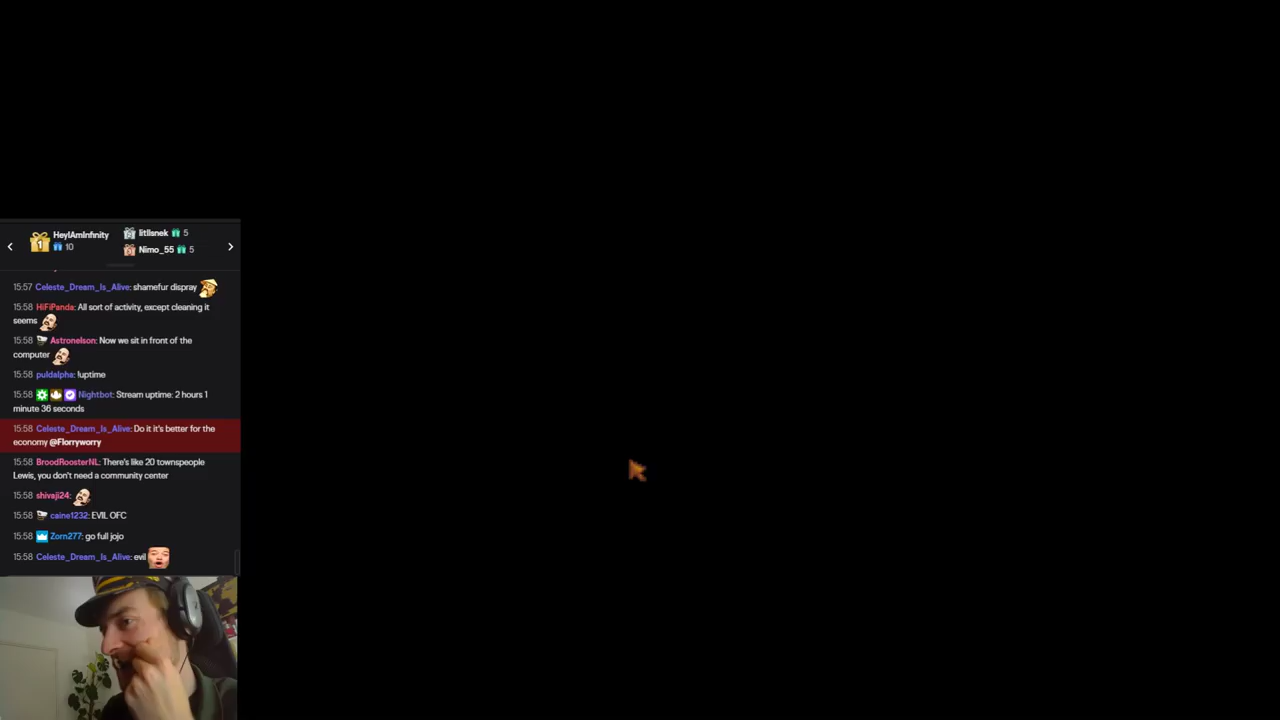 HeyIAmInfinity
10
litllsnek 5
Nimo_55 5
15:57 Celeste_Dream_Is_Alive: shamefur dispray
15:58 HiFiPanda: All sort of activity, except cleaning it
seems
15:58 Astronelson: Now we sit in front of the
computer
15:58 puldalpha: !uptime
15:58 Nightbot: Stream uptime: 2 hours 1
minute 36 seconds
15:58 Celeste_Dream_Is_Alive: Do it it's better for the
economy @Florryworry
15:58 BroodRoosterNL: There's like 20 townspeople
Lewis, you don't need a community center
15:58 shivaji24:
15:58 caine1232: EVIL OFC
15:58 Zorn277: go full jojo
15:58 Celeste_Dream_Is_Alive: evil